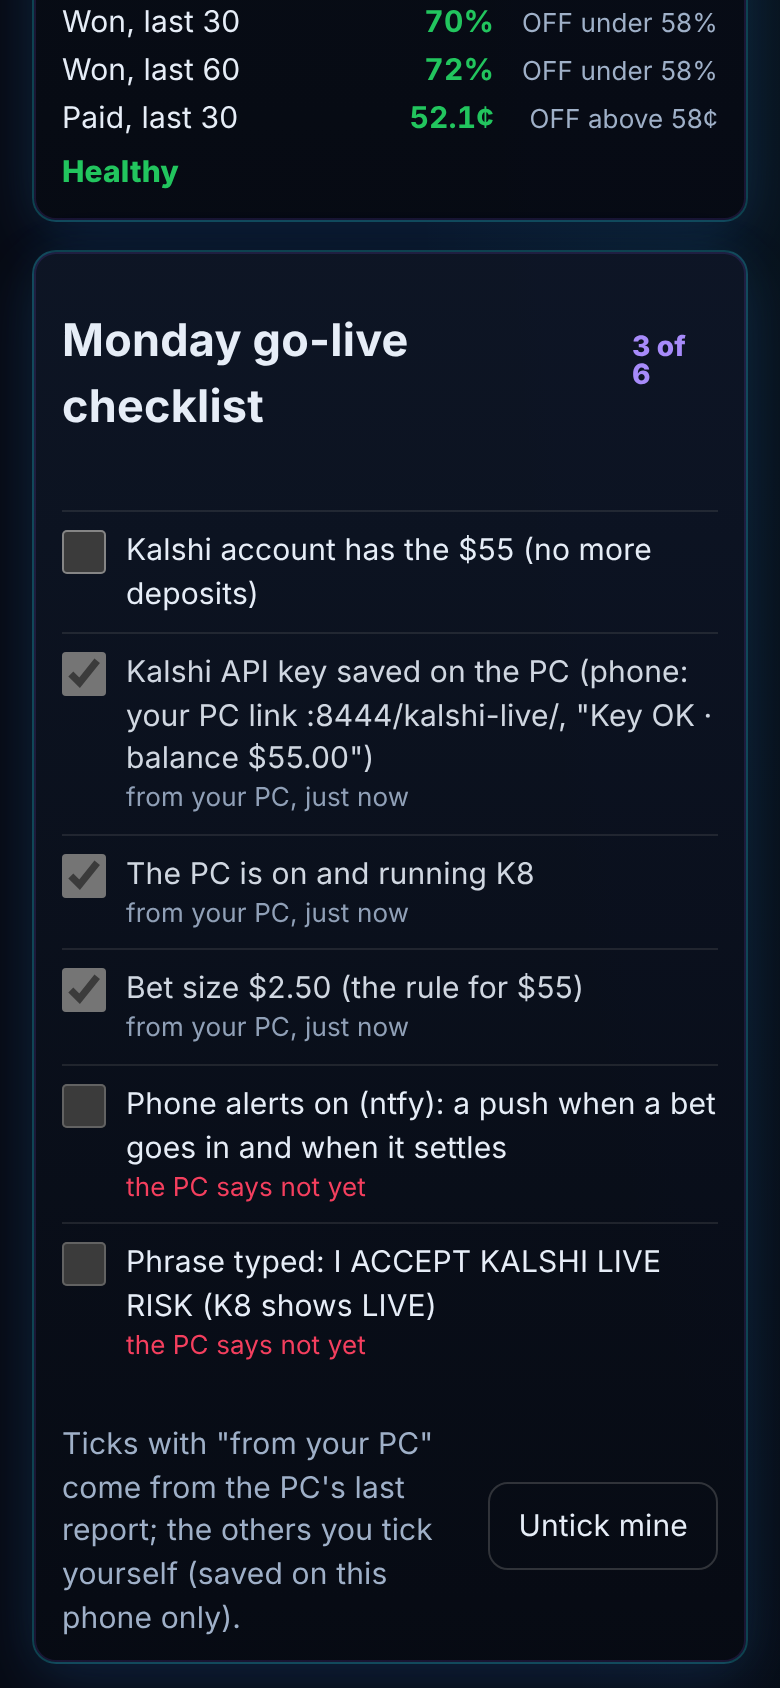 Won, last 30 70% OFF under 58%
Won, last 60 72% OFF under 58%
Paid, last 30 52.1¢ OFF above 58¢
Healthy
Monday go-live
checklist
3 of
6
Kalshi account has the $55 (no more
deposits)
Kalshi API key saved on the PC (phone:
your PC link :8444/kalshi-live/, "Key OK ·
balance $55.00")
from your PC, just now
The PC is on and running K8
from your PC, just now
Bet size $2.50 (the rule for $55)
from your PC, just now
Phone alerts on (ntfy): a push when a bet
goes in and when it settles
the PC says not yet
Phrase typed: I ACCEPT KALSHI LIVE
RISK (K8 shows LIVE)
the PC says not yet
Ticks with "from your PC"
come from the PC's last
report; the others you tick
yourself (saved on this
phone only).
Untick mine